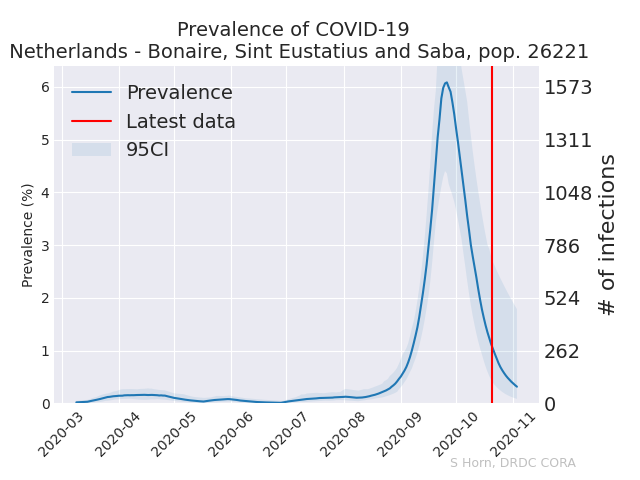 Prevalence of COVID-19
Netherlands - Bonaire, Sint Eustatius and Saba, pop. 26221
Prevalence
Latest data
95CI
Prevalence (%)
6
5
4
3
2
1
0
1573
1311
1048
786
524
262
0
# of infections
2020-03
2020-04
2020-05
2020-06
2020-07
2020-08
2020-09
2020-10
2020-11
S Horn, DRDC CORA